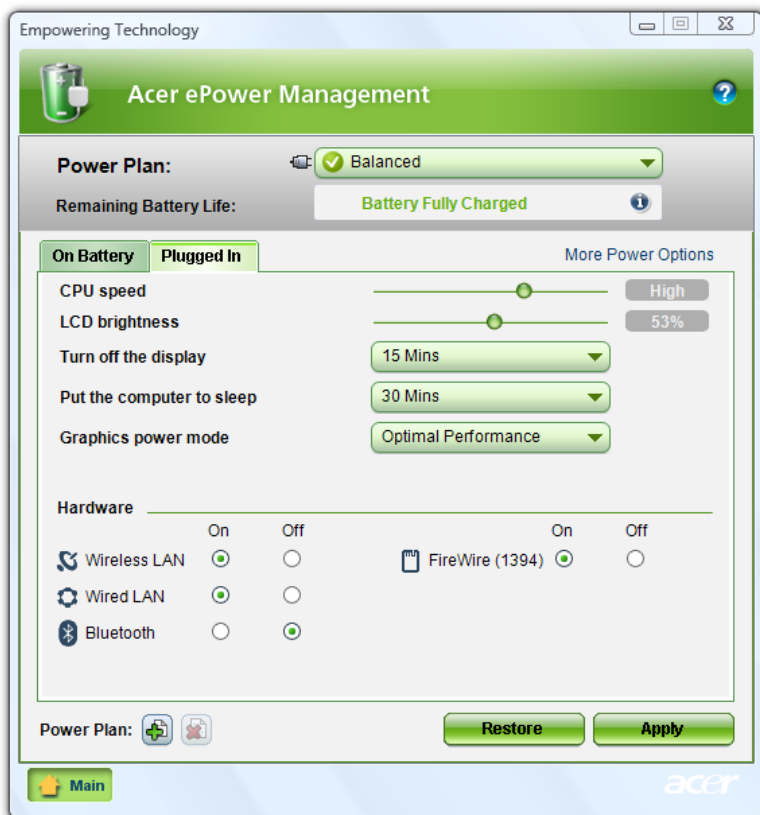 Empowering Technology
Acer ePower Management
Power Plan: Balanced
Remaining Battery Life: Battery Fully Charged
On Battery Plugged In More Power Options
CPU speed High
LCD brightness 53%
Turn off the display 15 Mins
Put the computer to sleep 30 Mins
Graphics power mode Optimal Performance
Hardware
On Off On Off
Wireless LAN FireWire (1394)
Wired LAN
Bluetooth
Power Plan: Restore Apply
Main acer